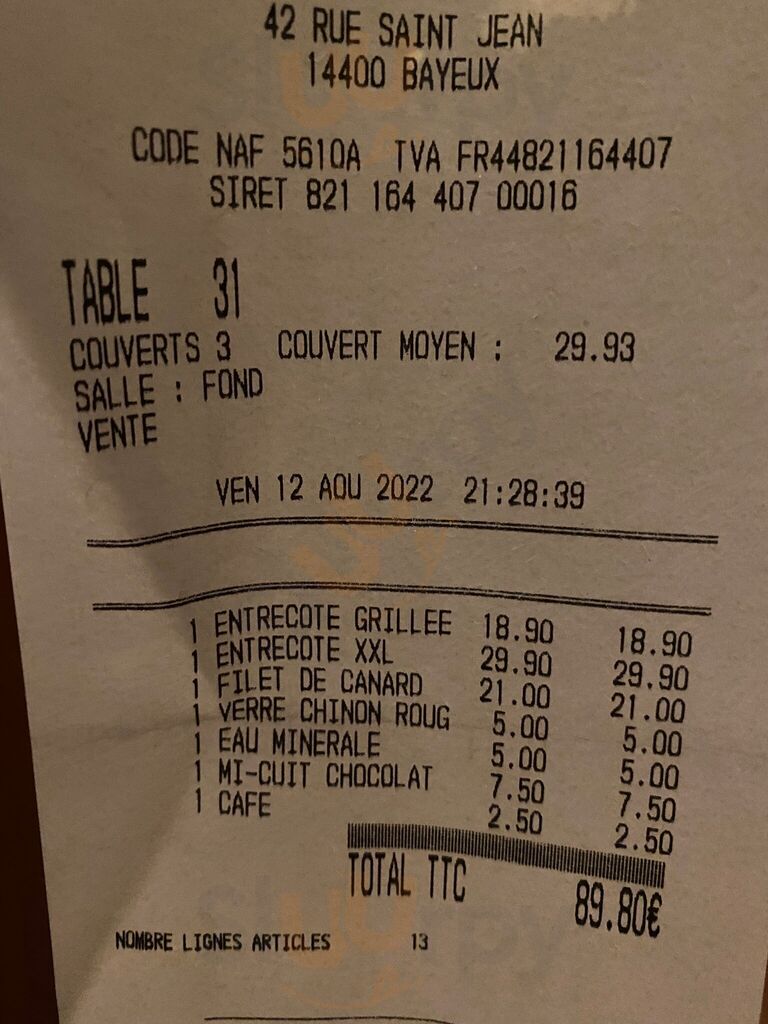 42 RUE SAINT JEAN
14400 BAYEUX
CODE NAF 5610A TVA FR44821164407
SIRET 821 164 407 00016
TABLE 31
COUVERTS 3 COUVERT MOYEN : 29.93
SALLE : FOND
VENTE
VEN 12 AOU 2022 21:28:39
1 ENTRECOTE GRILLEE 18.90 18.90
1 ENTRECOTE XXL 29.90 29.90
1 FILET DE CANARD 21.00 21.00
1 VERRE CHINON ROUG 5.00 5.00
1 EAU MINERALE 5.00 5.00
1 MI-CUIT CHOCOLAT 7.50 7.50
1 CAFE 2.50 2.50
TOTAL TTC 89.80€
NOMBRE LIGNES ARTICLES 13